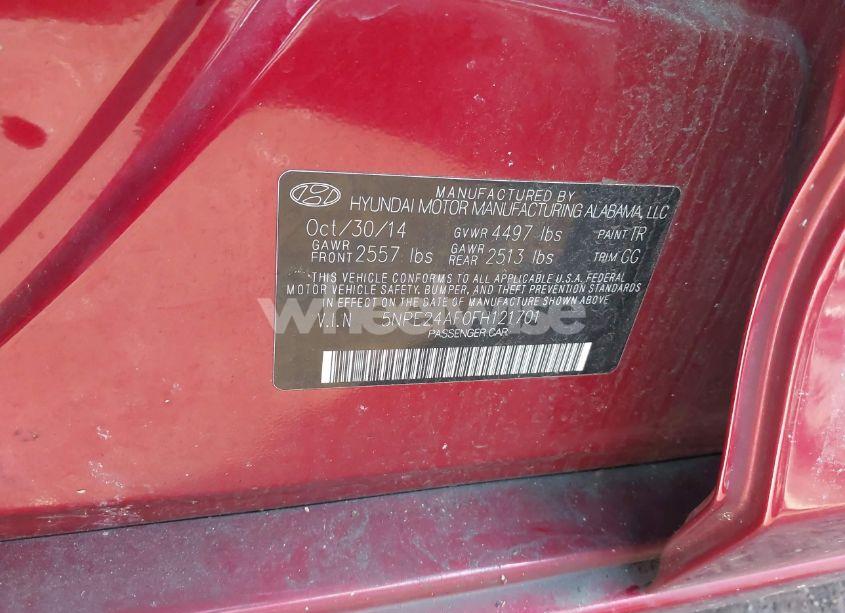 MANUFACTURED BY
HYUNDAI MOTOR MANUFACTURING ALABAMA, LLC
Oct/30/14 GVWR 4497 lbs PAINT TR
GAWR FRONT 2557 lbs GAWR REAR 2513 lbs TRIM GG
THIS VEHICLE CONFORMS TO ALL APPLICABLE U.S.A. FEDERAL
MOTOR VEHICLE SAFETY, BUMPER, AND THEFT PREVENTION STANDARDS
IN EFFECT ON THE DATE OF MANUFACTURE SHOWN ABOVE.
V.I.N 5NPE24AF0FH121701
PASSENGER CAR